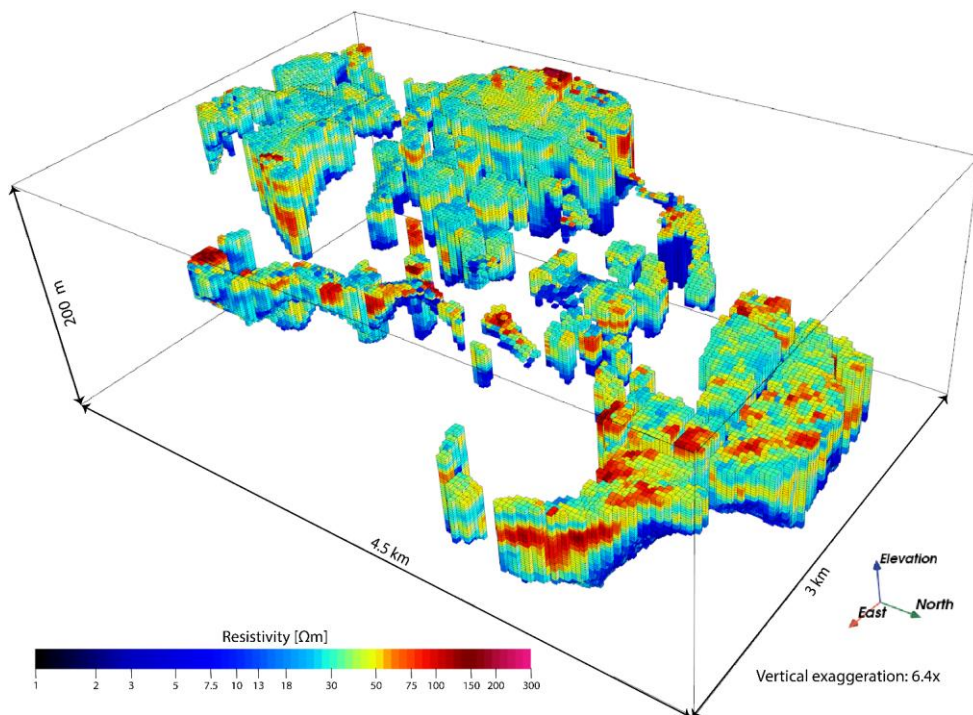 200 m
4.5 km
3 km
Elevation
East
North
Resistivity [Ωm]
1 2 3 5 7.5 10 13 18 30 50 75 100 150 200 300
Vertical exaggeration: 6.4x